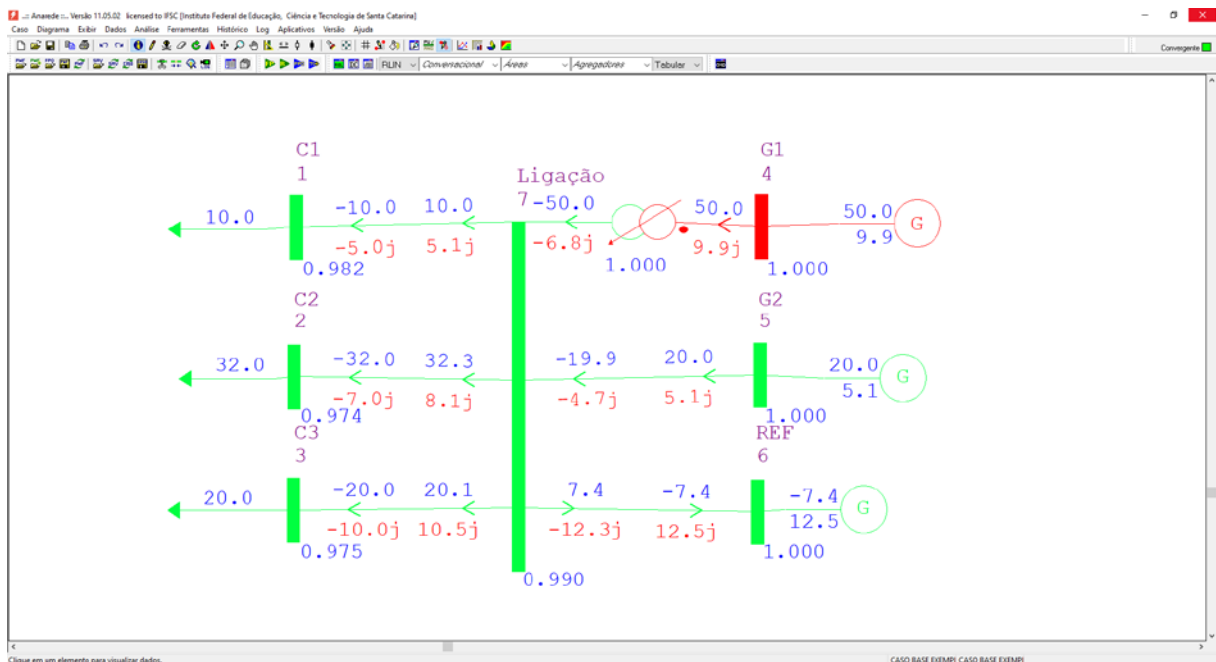 ..:: Anarede ::.. Versão 11.05.02 licensed to IFSC [Instituto Federal de Educação, Ciência e Tecnologia de Santa Catarina]
Caso Diagrama Exibir Dados Análise Ferramentas Histórico Log Aplicativos Versão Ajuda
Convergente
RLIN Conversacional Áreas Agregadores Tabular
C1
1
G1
4
Ligação
7
10.0
-10.0
10.0
-50.0
50.0
50.0
-5.0j
5.1j
-6.8j
9.9j
9.9
G
0.982
1.000
1.000
C2
2
G2
5
32.0
-32.0
32.3
-19.9
20.0
20.0
-7.0j
8.1j
-4.7j
5.1j
5.1
G
0.974
1.000
C3
3
REF
6
20.0
-20.0
20.1
7.4
-7.4
-7.4
-10.0j
10.5j
-12.3j
12.5j
12.5
G
0.975
1.000
0.990
Clique em um elemento para visualizar dados.
CASO BASE EXEMPL CASO BASE EXEMPL